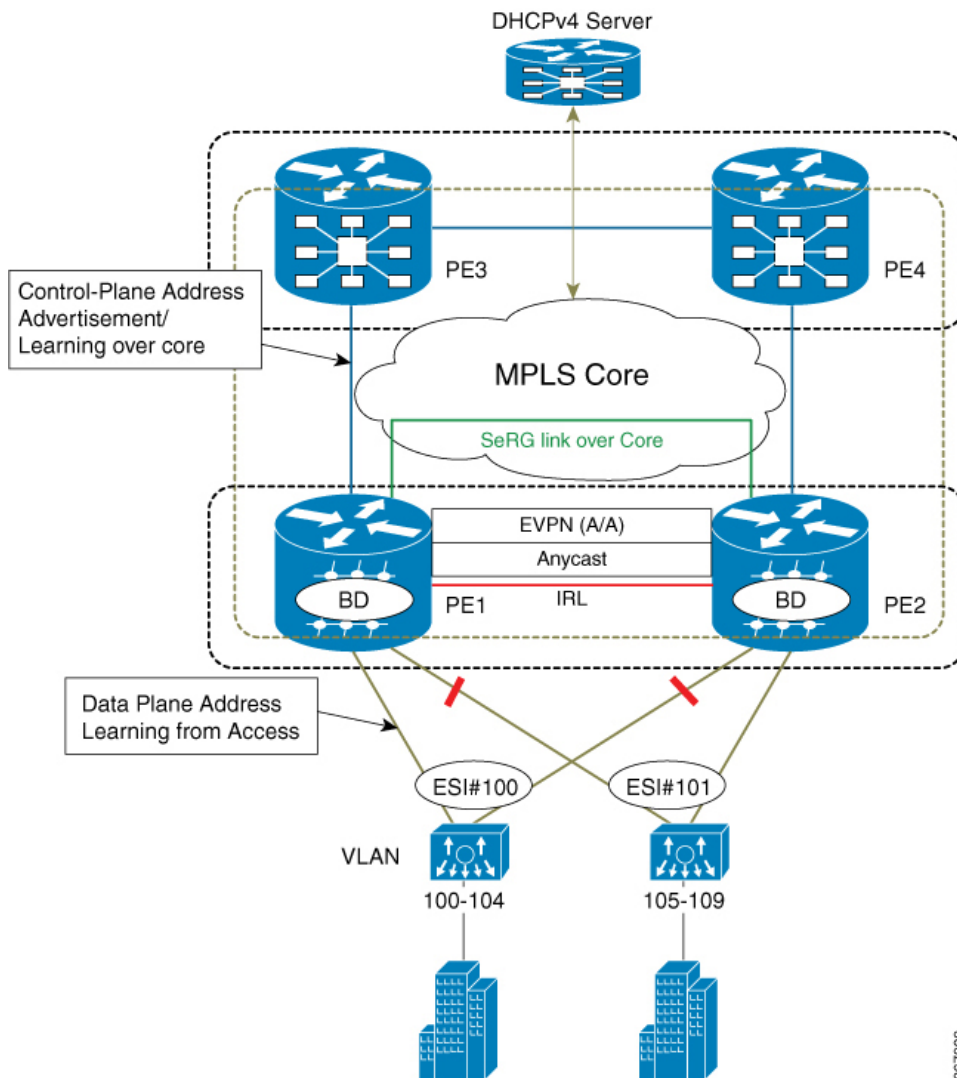 DHCPv4 Server
PE3
PE4
Control-Plane Address
Advertisement/
Learning over core
MPLS Core
SeRG link over Core
EVPN (A/A)
Anycast
IRL
BD
PE1
BD
PE2
Data Plane Address
Learning from Access
ESI#100
ESI#101
VLAN
100-104
105-109